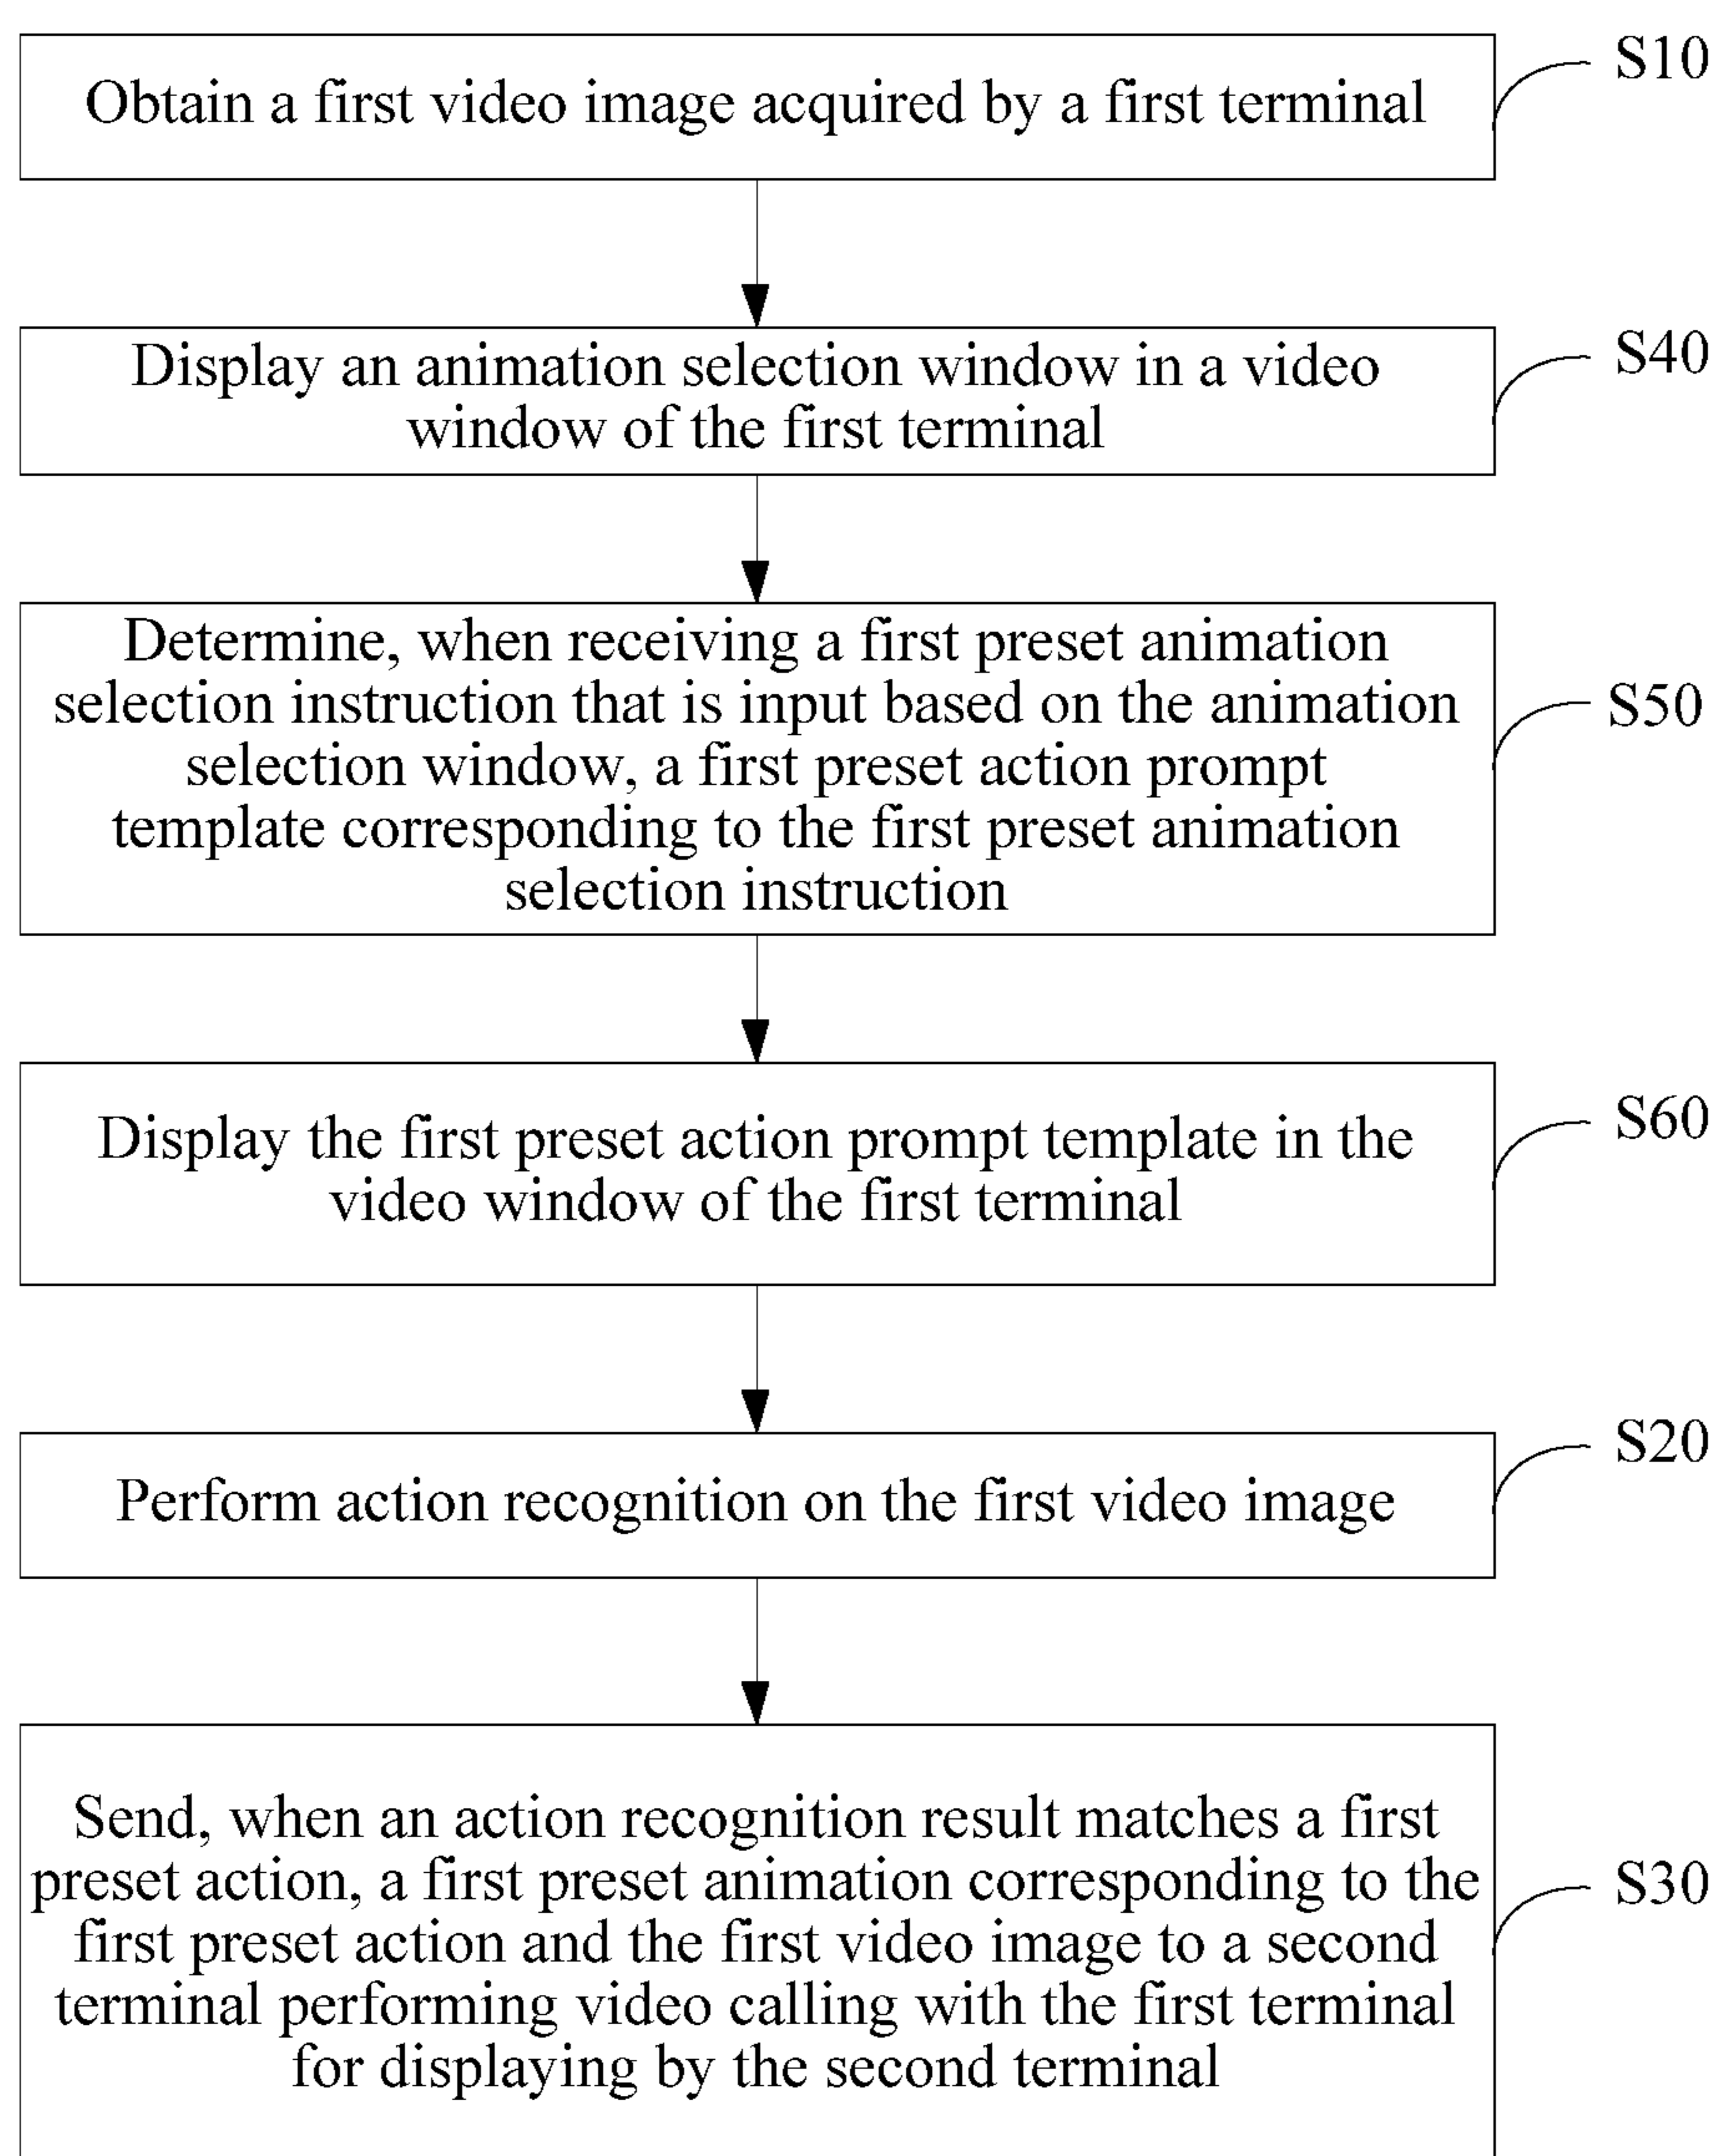 Obtain a first video image acquired by a first terminal
S10
Display an animation selection window in a video
window of the first terminal
S40
Determine, when receiving a first preset animation
selection instruction that is input based on the animation
selection window, a first preset action prompt
template corresponding to the first preset animation
selection instruction
S50
Display the first preset action prompt template in the
video window of the first terminal
S60
Perform action recognition on the first video image
S20
Send, when an action recognition result matches a first
preset action, a first preset animation corresponding to the
first preset action and the first video image to a second
terminal performing video calling with the first terminal
for displaying by the second terminal
S30